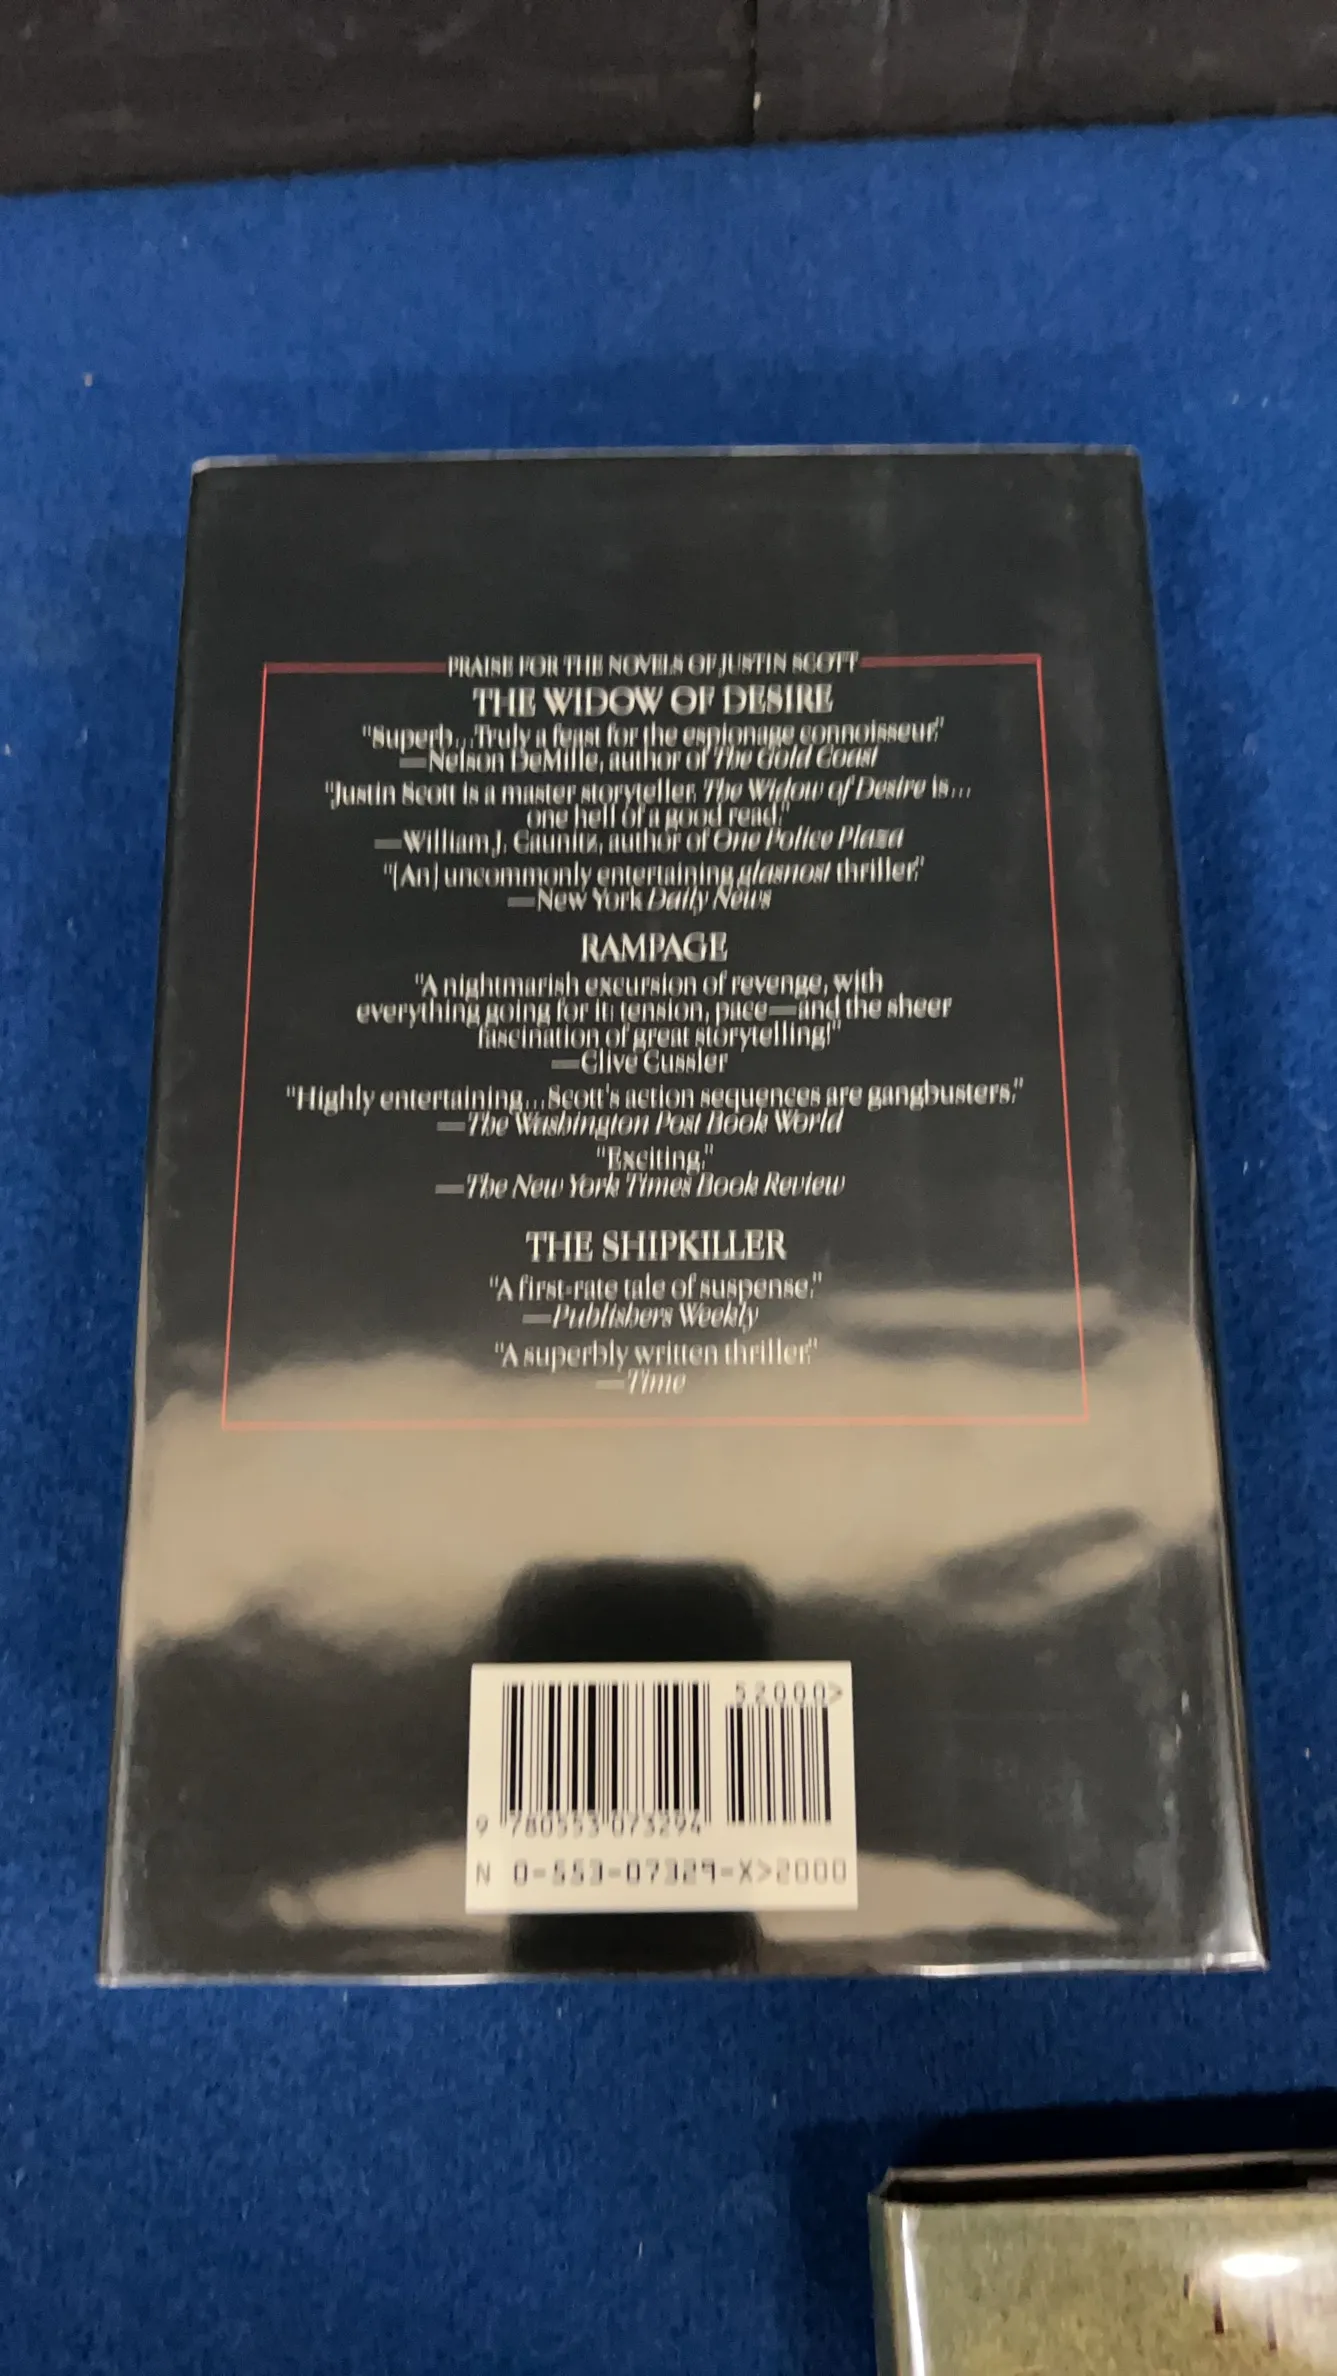 PRAISE FOR THE NOVELS OF JUSTIN SCOTT
THE WIDOW OF DESIRE
"Superb...Truly a feast for the espionage connoisseur."
—Nelson DeMille, author of The Gold Coast
"Justin Scott is a master storyteller. The Widow of Desire is...
one hell of a good read."
—William J. Caunitz, author of One Police Plaza
"[An] uncommonly entertaining glasnost thriller."
—New York Daily News
RAMPAGE
"A nightmarish excursion of revenge, with
everything going for it: tension, pace—and the sheer
fascination of great storytelling!"
—Clive Cussler
"Highly entertaining...Scott's action sequences are gangbusters."
—The Washington Post Book World
"Exciting."
—The New York Times Book Review
THE SHIPKILLER
"A first-rate tale of suspense."
—Publishers Weekly
"A superbly written thriller."
—Time
52000>
9 780553 073294
N 0-553-07329-X>2000